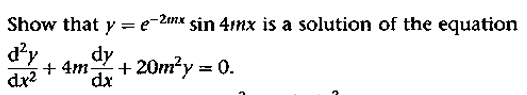 Show that y = e^{-2mx} sin 4mx is a solution of the equation
d²y/dx² + 4m dy/dx + 20m²y = 0.